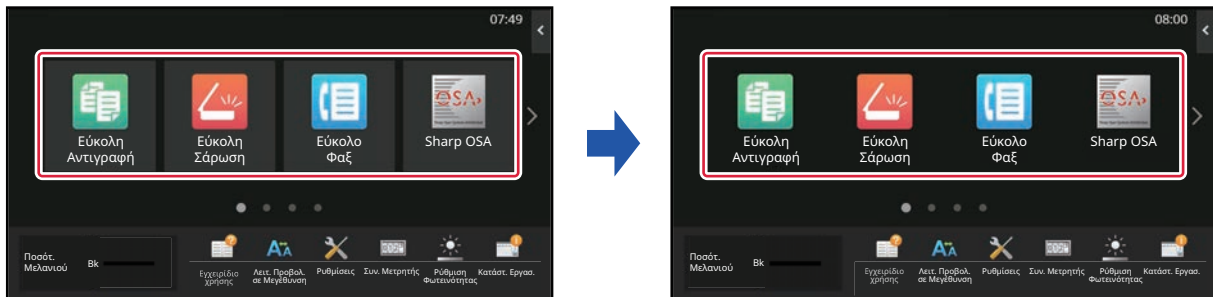 07:49
Εύκολη
Αντιγραφή
Εύκολη
Σάρωση
Εύκολο
Φαξ
OSA
Sharp OSA
Ποσότ.
Μελανιού
Bk
Εγχειρίδιο
χρήσης
Λειτ. Προβολ.
σε Μεγέθυνση
Ρυθμίσεις
Συν. Μετρητής
Ρύθμιση
Φωτεινότητας
Κατάστ. Εργασ.
08:00
Εύκολη
Αντιγραφή
Εύκολη
Σάρωση
Εύκολο
Φαξ
OSA
Sharp OSA
Ποσότ.
Μελανιού
Bk
Εγχειρίδιο
χρήσης
Λειτ. Προβολ.
σε Μεγέθυνση
Ρυθμίσεις
Συν. Μετρητής
Ρύθμιση
Φωτεινότητας
Κατάστ. Εργασ.